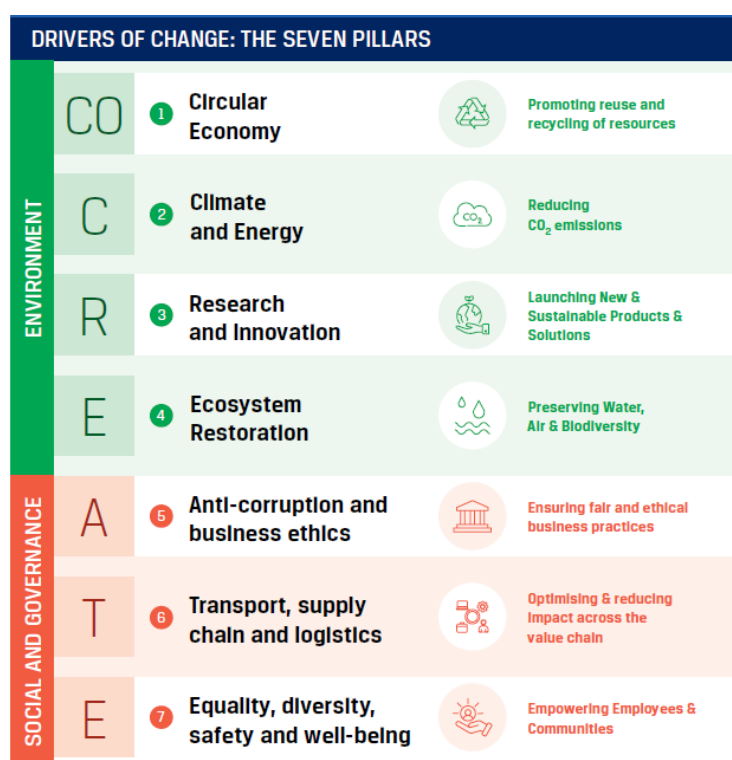 DRIVERS OF CHANGE: THE SEVEN PILLARS
ENVIRONMENT
CO
1
Circular
Economy
Promoting reuse and
recycling of resources
C
2
Climate
and Energy
CO₂
Reducing
CO₂ emissions
R
3
Research
and Innovation
Launching New &
Sustainable Products &
Solutions
E
4
Ecosystem
Restoration
Preserving Water,
Air & Biodiversity
SOCIAL AND GOVERNANCE
A
5
Anti-corruption and
business ethics
Ensuring fair and ethical
business practices
T
6
Transport, supply
chain and logistics
Optimising & reducing
impact across the
value chain
E
7
Equality, diversity,
safety and well-being
Empowering Employees &
Communities